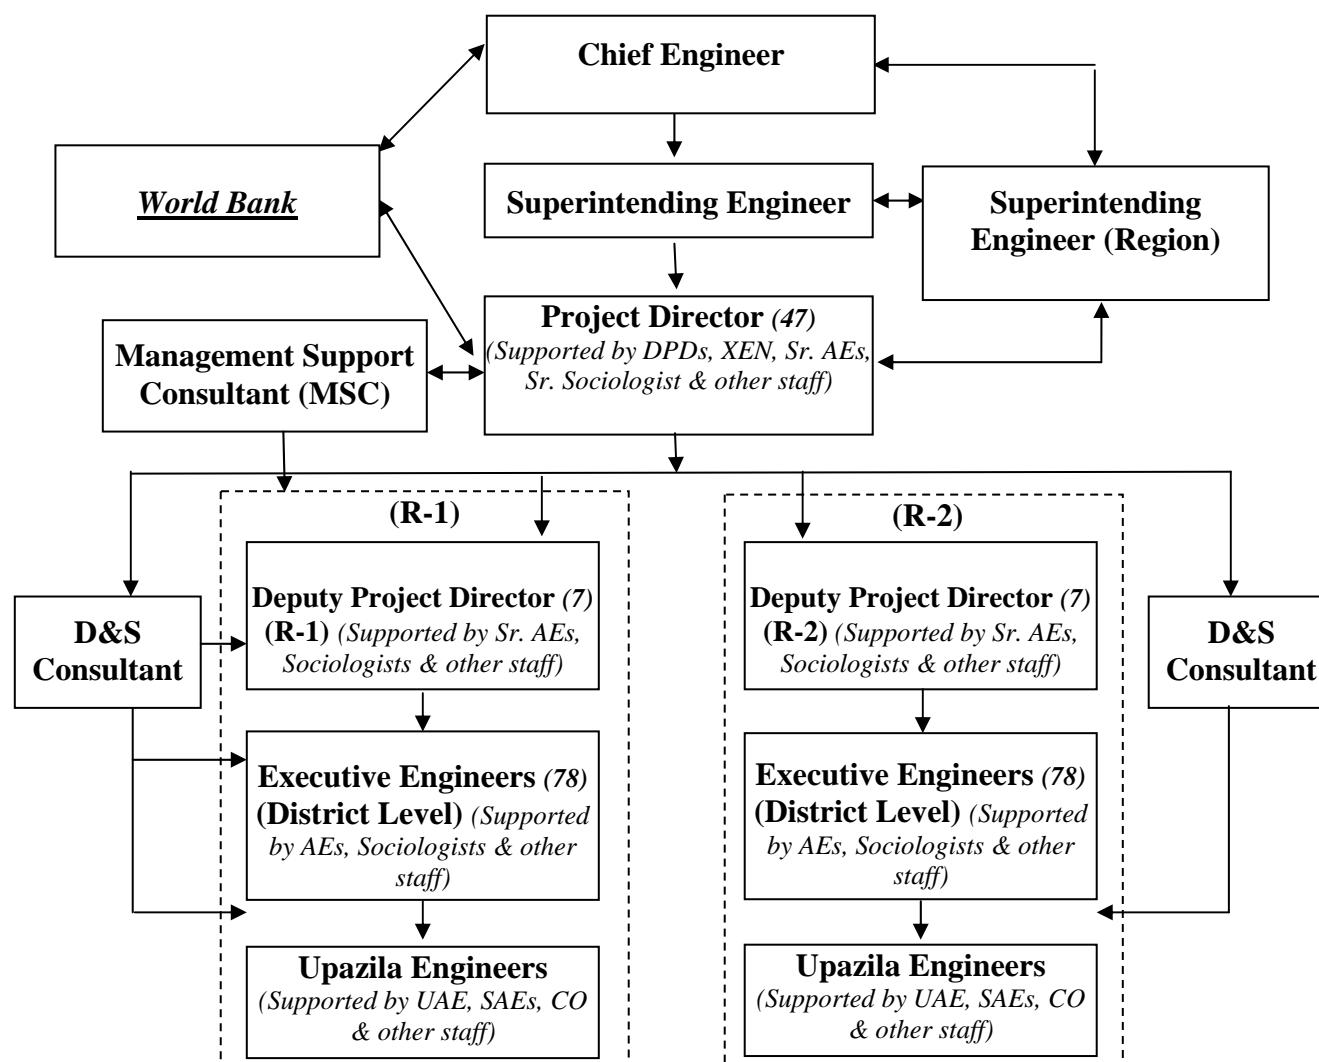 Chief Engineer
World Bank
Superintending Engineer
Superintending
Engineer (Region)
Project Director (47)
(Supported by DPDs, XEN, Sr. AEs,
Sr. Sociologist & other staff)
Management Support
Consultant (MSC)
(R-1)
(R-2)
D&S
Consultant
Deputy Project Director (7)
(R-1) (Supported by Sr. AEs,
Sociologists & other staff)
Deputy Project Director (7)
(R-2) (Supported by Sr. AEs,
Sociologists & other staff)
D&S
Consultant
Executive Engineers (78)
(District Level) (Supported
by AEs, Sociologists & other
staff)
Executive Engineers (78)
(District Level) (Supported
by AEs, Sociologists & other
staff)
Upazila Engineers
(Supported by UAE, SAEs, CO
& other staff)
Upazila Engineers
(Supported by UAE, SAEs, CO
& other staff)